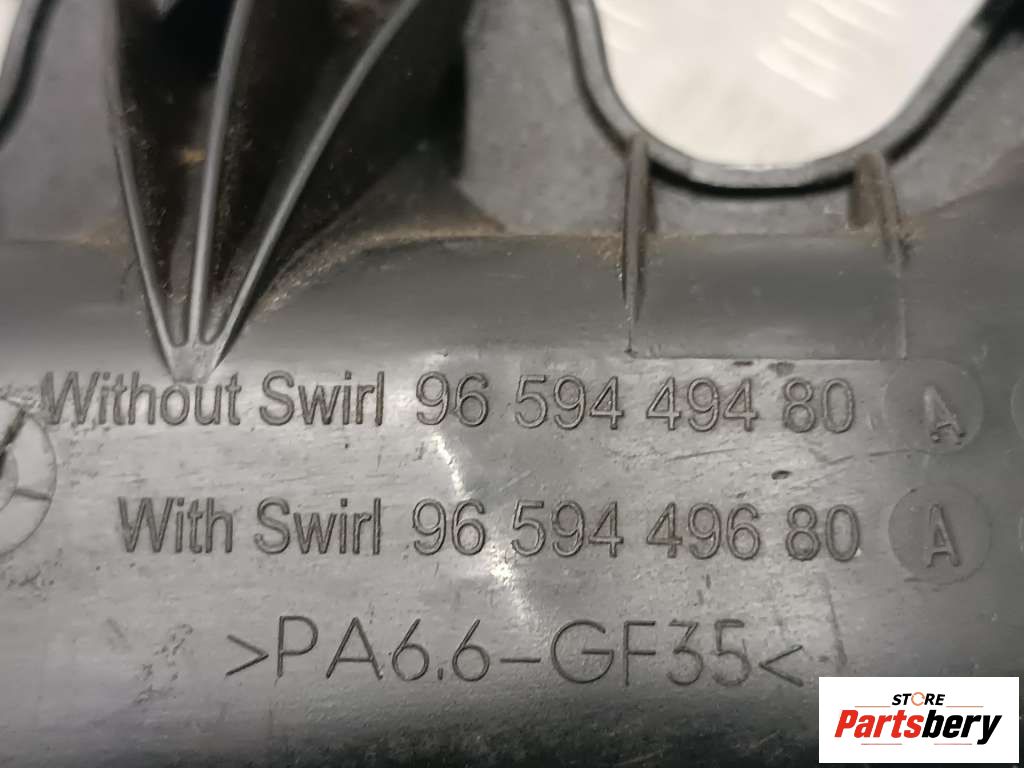 Without Swirl 96 594 494 80 A
With Swirl 96 594 496 80 A
>PA6.6-GF35<
STORE
Partsbery